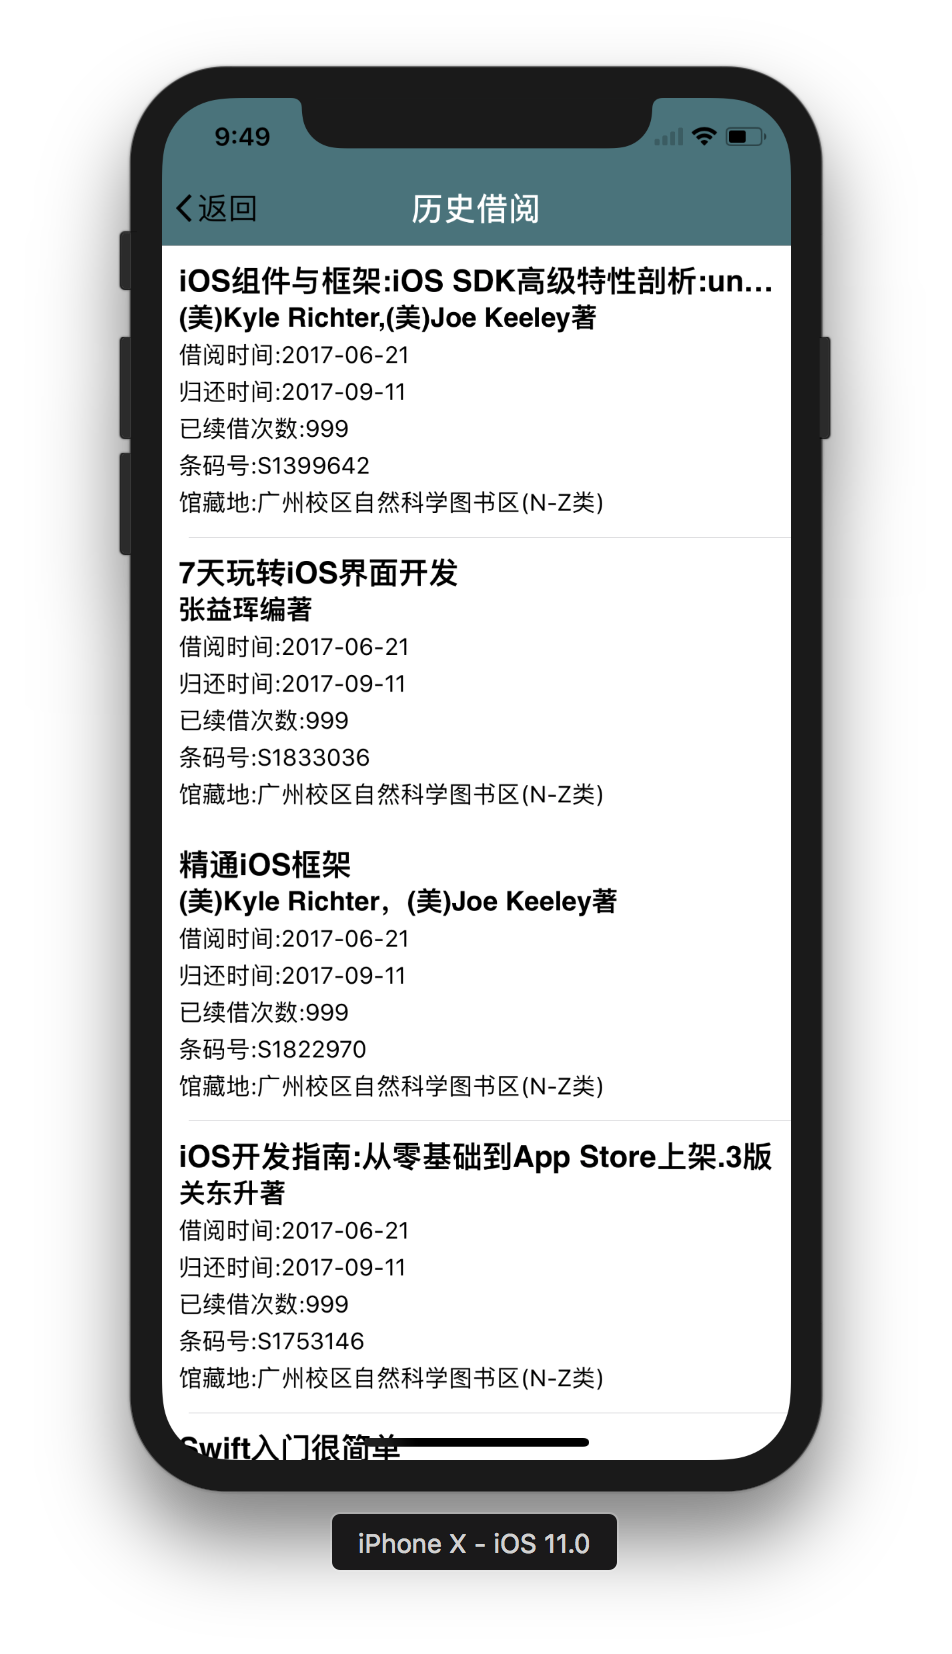 9:49
返回
历史借阅
iOS组件与框架:iOS SDK高级特性剖析:un...
(美)Kyle Richter,(美)Joe Keeley著
借阅时间:2017-06-21
归还时间:2017-09-11
已续借次数:999
条码号:S1399642
馆藏地:广州校区自然科学图书区(N-Z类)
7天玩转iOS界面开发
张益珲编著
借阅时间:2017-06-21
归还时间:2017-09-11
已续借次数:999
条码号:S1833036
馆藏地:广州校区自然科学图书区(N-Z类)
精通iOS框架
(美)Kyle Richter，(美)Joe Keeley著
借阅时间:2017-06-21
归还时间:2017-09-11
已续借次数:999
条码号:S1822970
馆藏地:广州校区自然科学图书区(N-Z类)
iOS开发指南:从零基础到App Store上架.3版
关东升著
借阅时间:2017-06-21
归还时间:2017-09-11
已续借次数:999
条码号:S1753146
馆藏地:广州校区自然科学图书区(N-Z类)
Swift入门很简单
iPhone X - iOS 11.0